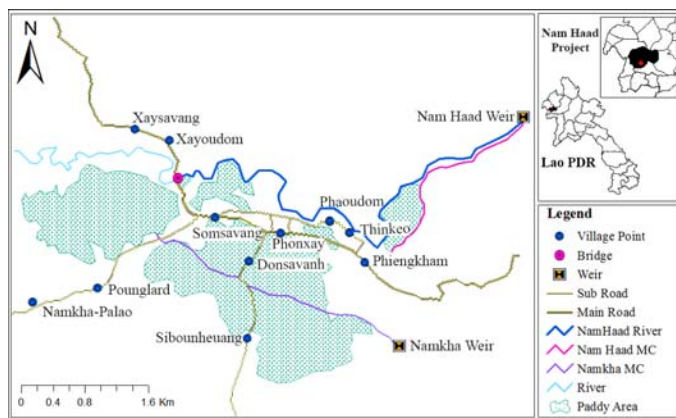 N
Xaysavang
Xayoudom
Nam Haad Weir
Phaoudom
Somsavang
Thinkeo
Phonxay
Donsavanh
Phiengkham
Pounglard
Namkha-Palao
Sibounheuang
Namkha Weir
0 0.4 0.8 1.6 Km
Nam Haad
Project
Lao PDR
Legend
Village Point
Bridge
Weir
Sub Road
Main Road
NamHaad River
Nam Haad MC
Namkha MC
River
Paddy Area